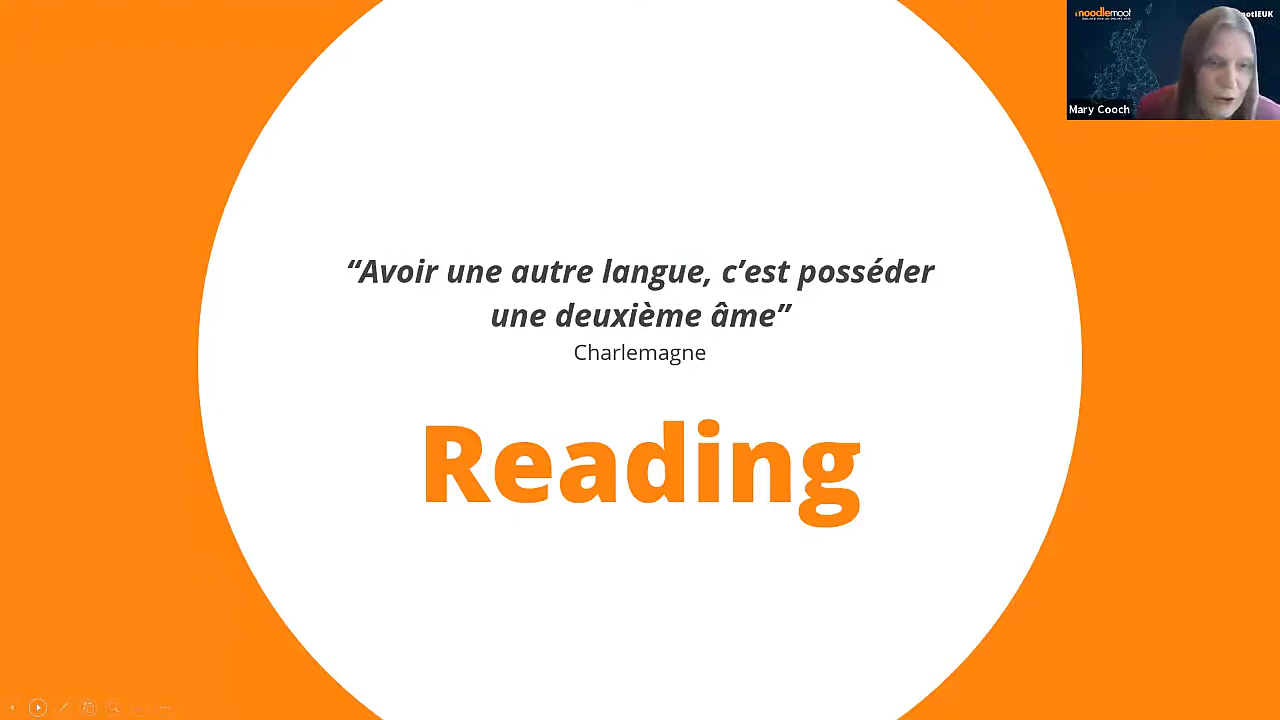 “Avoir une autre langue, c’est posséder
une deuxième âme”
Charlemagne
Reading
moodlemoot
Mary Cooch